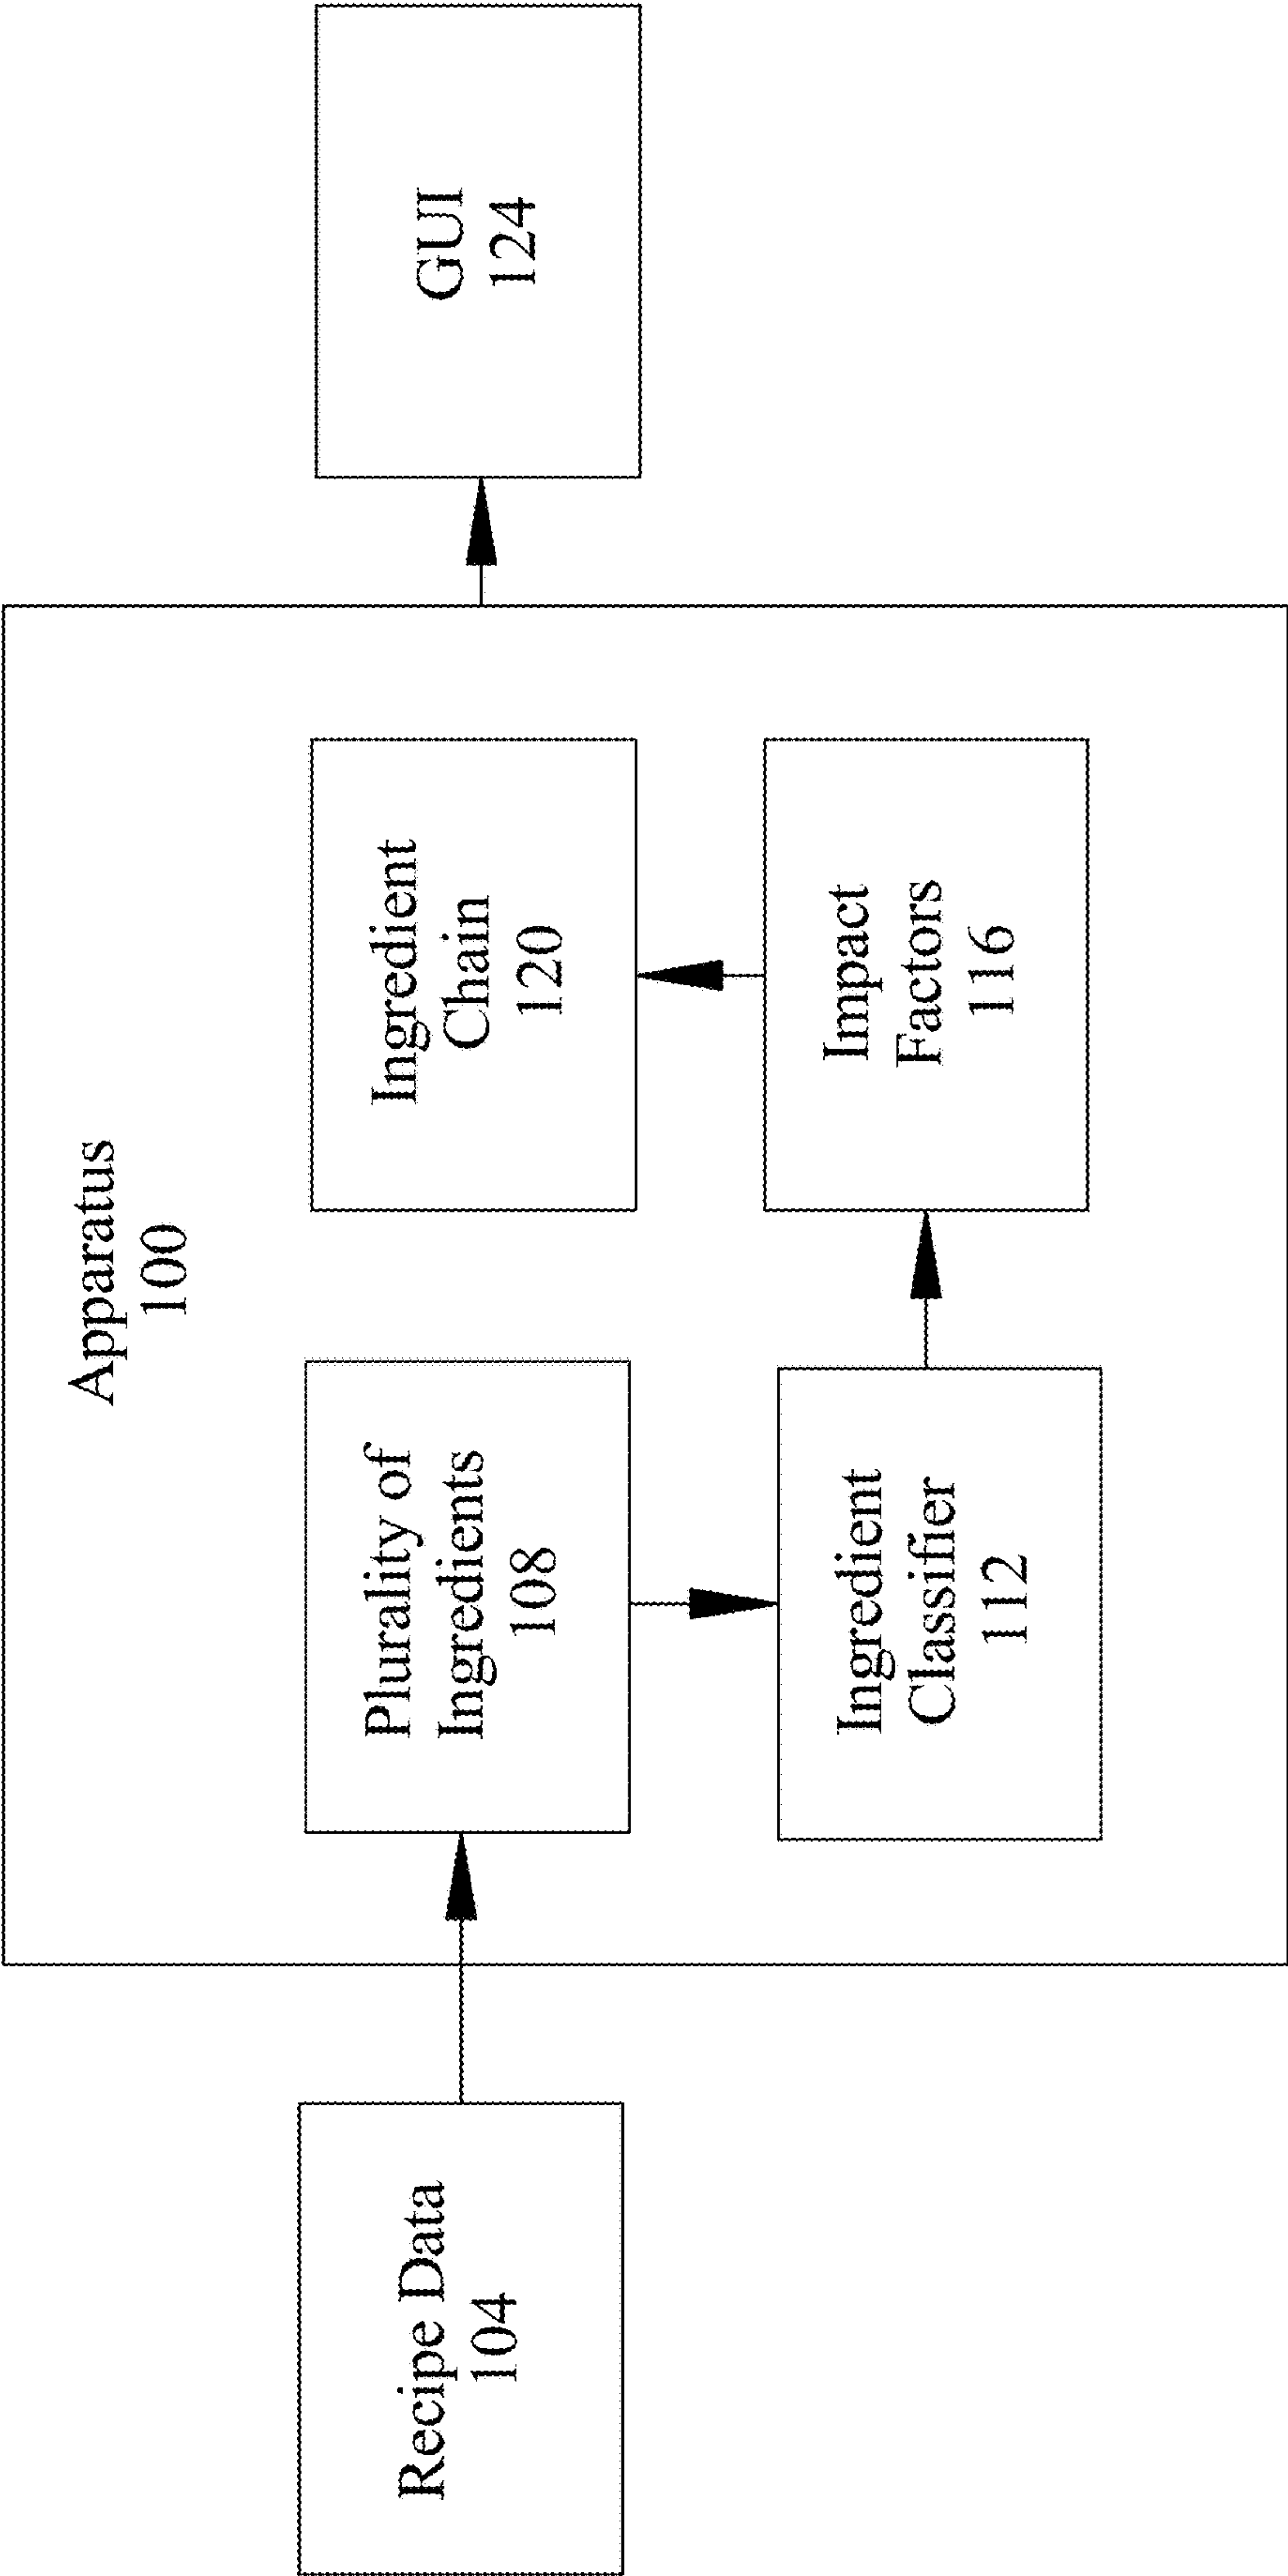 Apparatus
100
Recipe Data
104
Plurality of
Ingredients
108
Ingredient
Chain
120
GUI
124
Ingredient
Classifier
112
Impact
Factors
116